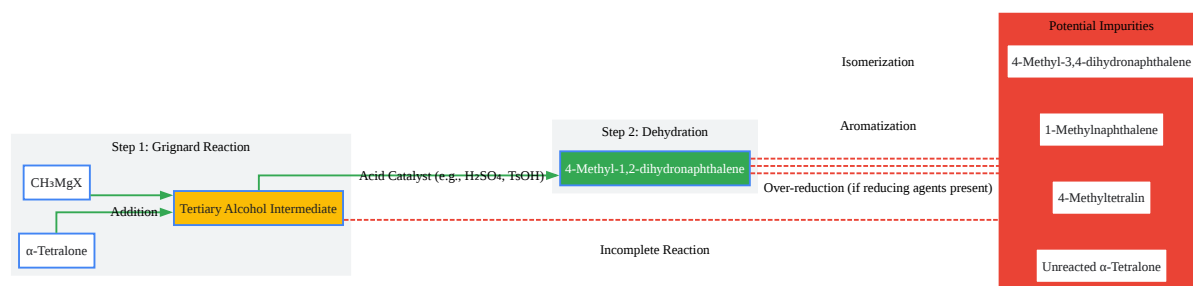 Potential Impurities
Isomerization
4-Methyl-3,4-dihydronaphthalene
Aromatization
1-Methylnaphthalene
Step 1: Grignard Reaction
Step 2: Dehydration
CH₃MgX
Acid Catalyst (e.g., H₂SO₄, TsOH)
4-Methyl-1,2-dihydronaphthalene
Over-reduction (if reducing agents present)
4-Methyltetralin
Addition
Tertiary Alcohol Intermediate
α-Tetralone
Incomplete Reaction
Unreacted α-Tetralone